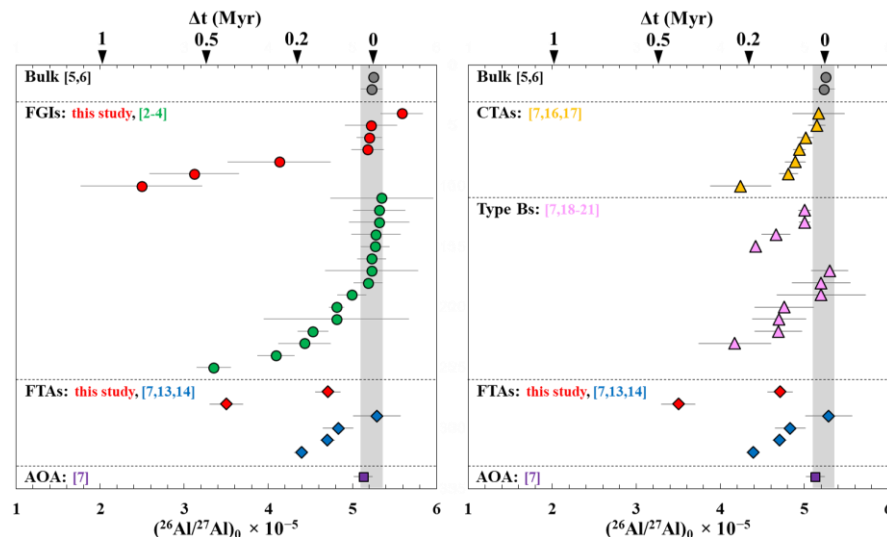 Δt (Myr)
1 0.5 0.2 0
Bulk [5,6]
FGIs: this study, [2-4]
FTAs: this study, [7,13,14]
AOA: [7]
1 2 3 4 5 6
(²⁶Al/²⁷Al)₀ × 10⁻⁵
Δt (Myr)
1 0.5 0.2 0
Bulk [5,6]
CTAs: [7,16,17]
Type Bs: [7,18-21]
FTAs: this study, [7,13,14]
AOA: [7]
1 2 3 4 5 6
(²⁶Al/²⁷Al)₀ × 10⁻⁵